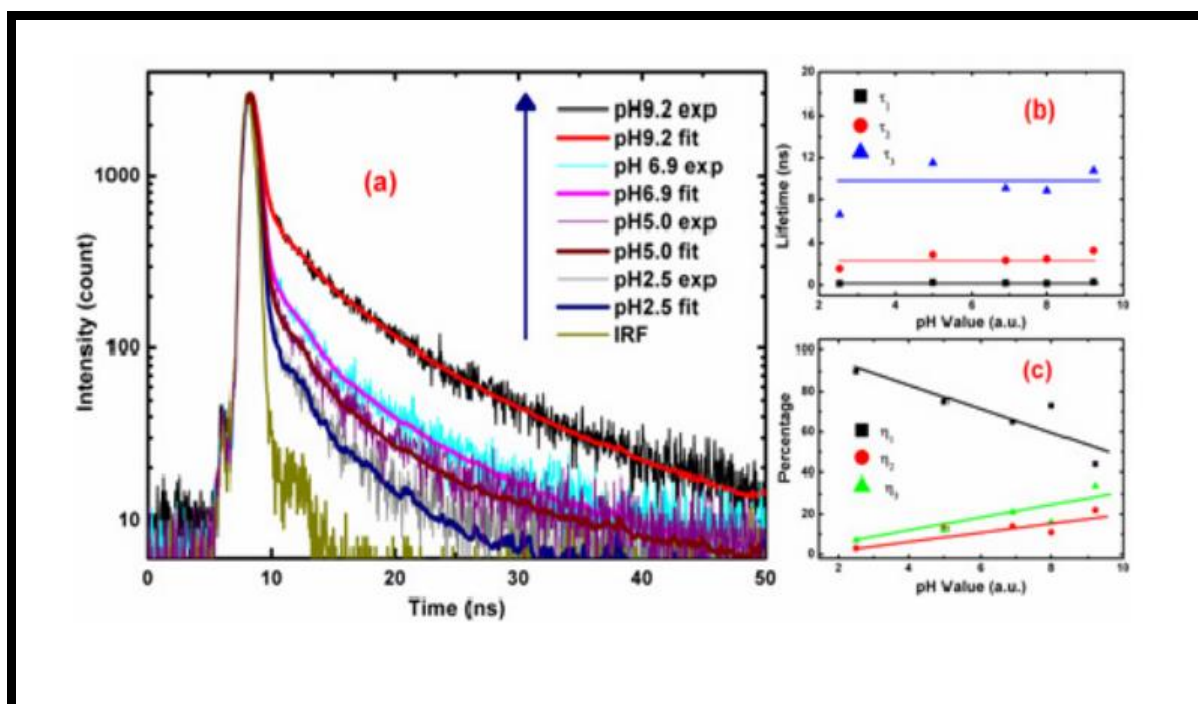 (a)
pH9.2 exp
pH9.2 fit
pH 6.9 exp
pH6.9 fit
pH5.0 exp
pH5.0 fit
pH2.5 exp
pH2.5 fit
IRF
Intensity (count)
1000
100
10
0 10 20 30 40 50
Time (ns)
(b)
τ1
τ2
τ3
Lifetime (ns)
20
16
12
8
4
0
2 4 6 8 10
pH Value (a.u.)
(c)
η1
η2
η3
Percentage
100
80
60
40
20
0
2 4 6 8 10
pH Value (a.u.)